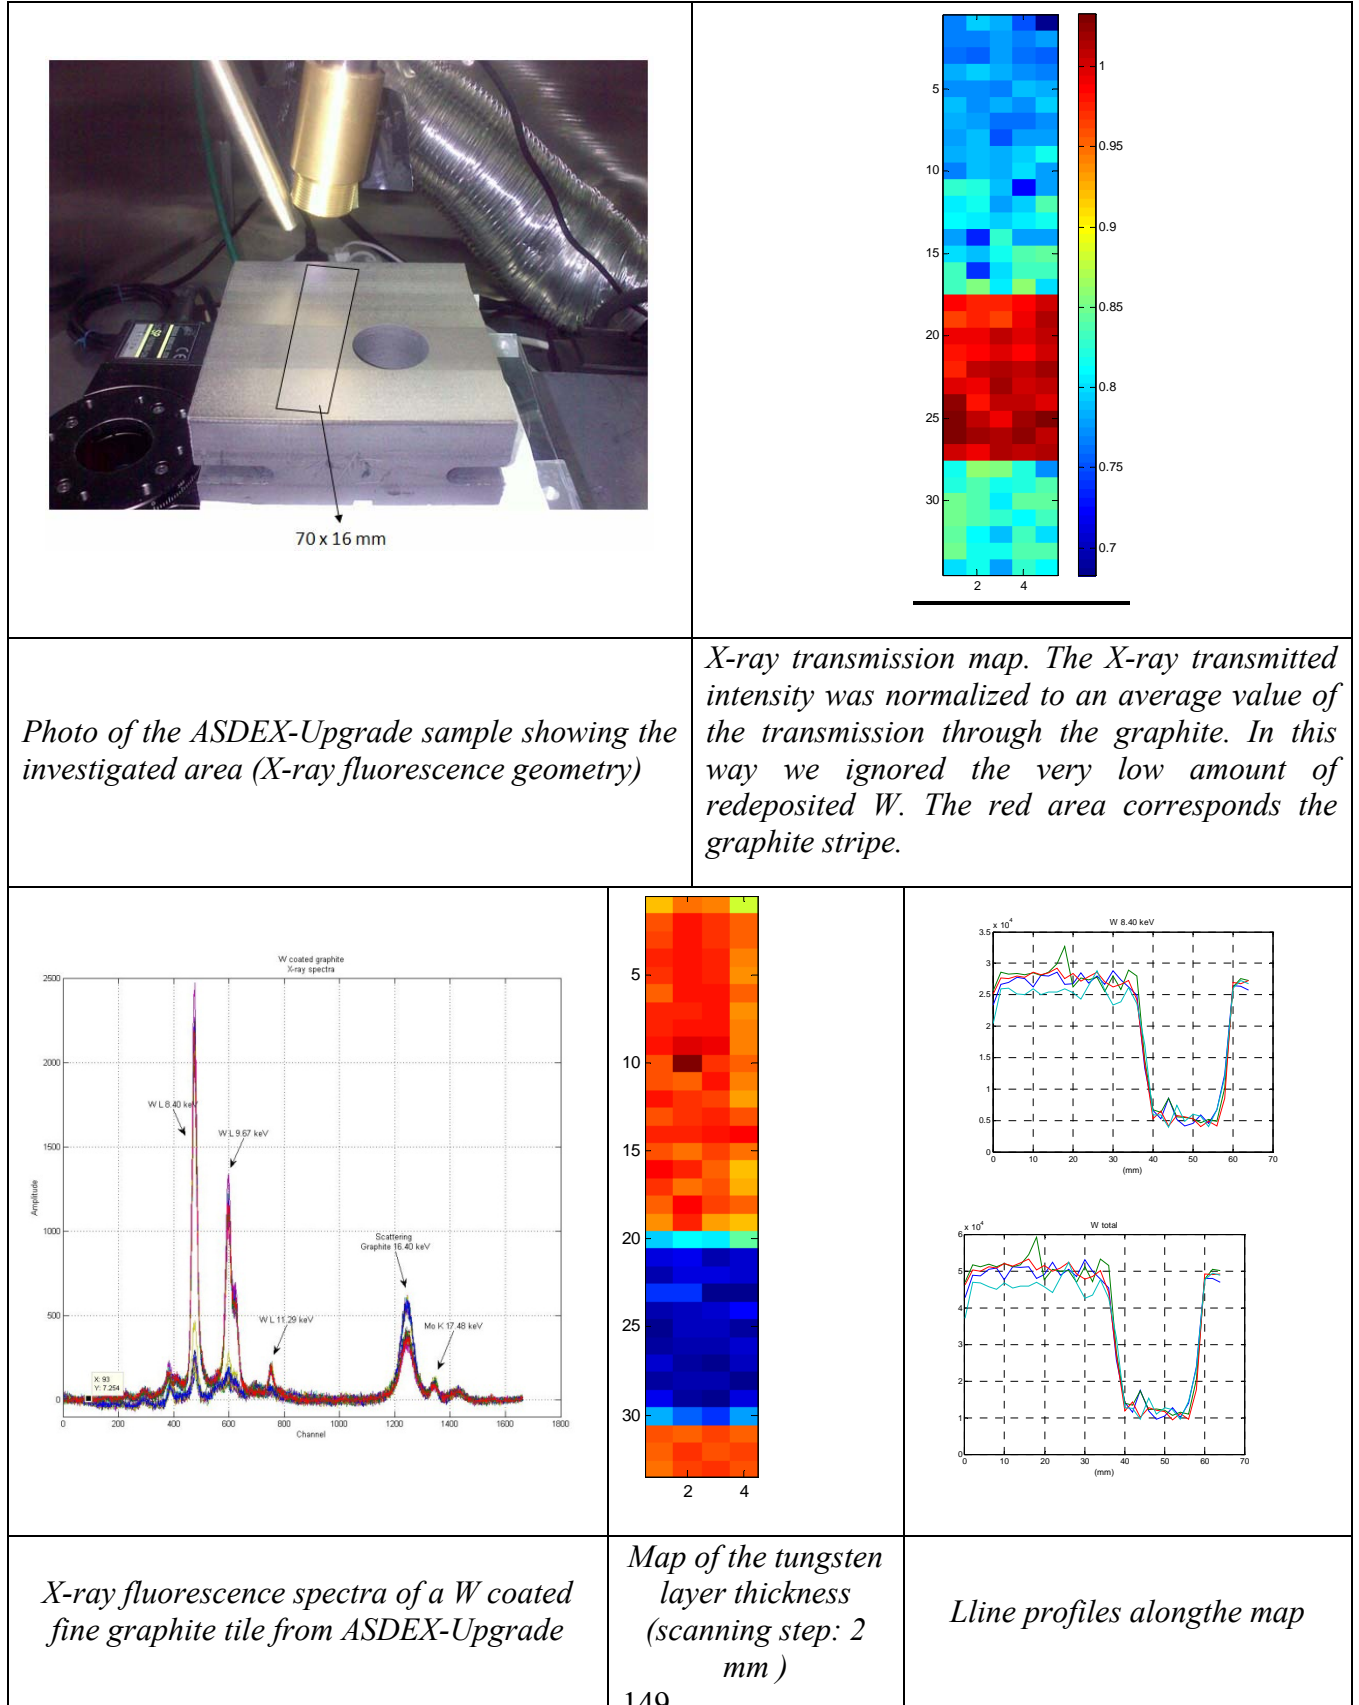 70 x 16 mm
5
10
15
20
25
30
2
4
1
0.95
0.9
0.85
0.8
0.75
0.7
Photo of the ASDEX-Upgrade sample showing the
investigated area (X-ray fluorescence geometry)
X-ray transmission map. The X-ray transmitted
intensity was normalized to an average value of
the transmission through the graphite. In this
way we ignored the very low amount of
redeposited W. The red area corresponds the
graphite stripe.
W coated graphite
X-ray spectra
2500
2000
1500
1000
500
0
Amplitude
W L 8.40 keV
W L 9.67 keV
W L 11.29 keV
Scattering
Graphite 16.40 keV
Mo K 17.48 keV
X: 93
Y: 7.254
0 200 400 600 800 1000 1200 1400 1600 1800
Channel
5
10
15
20
25
30
2 4
W 8.40 keV
x 10^4
3.5
3
2.5
2
1.5
1
0.5
0
0 10 20 30 40 50 60 70
(mm)
W total
x 10^4
6
5
4
3
2
1
0
0 10 20 30 40 50 60 70
(mm)
X-ray fluorescence spectra of a W coated
fine graphite tile from ASDEX-Upgrade
Map of the tungsten
layer thickness
(scanning step: 2
mm )
Lline profiles alongthe map
149